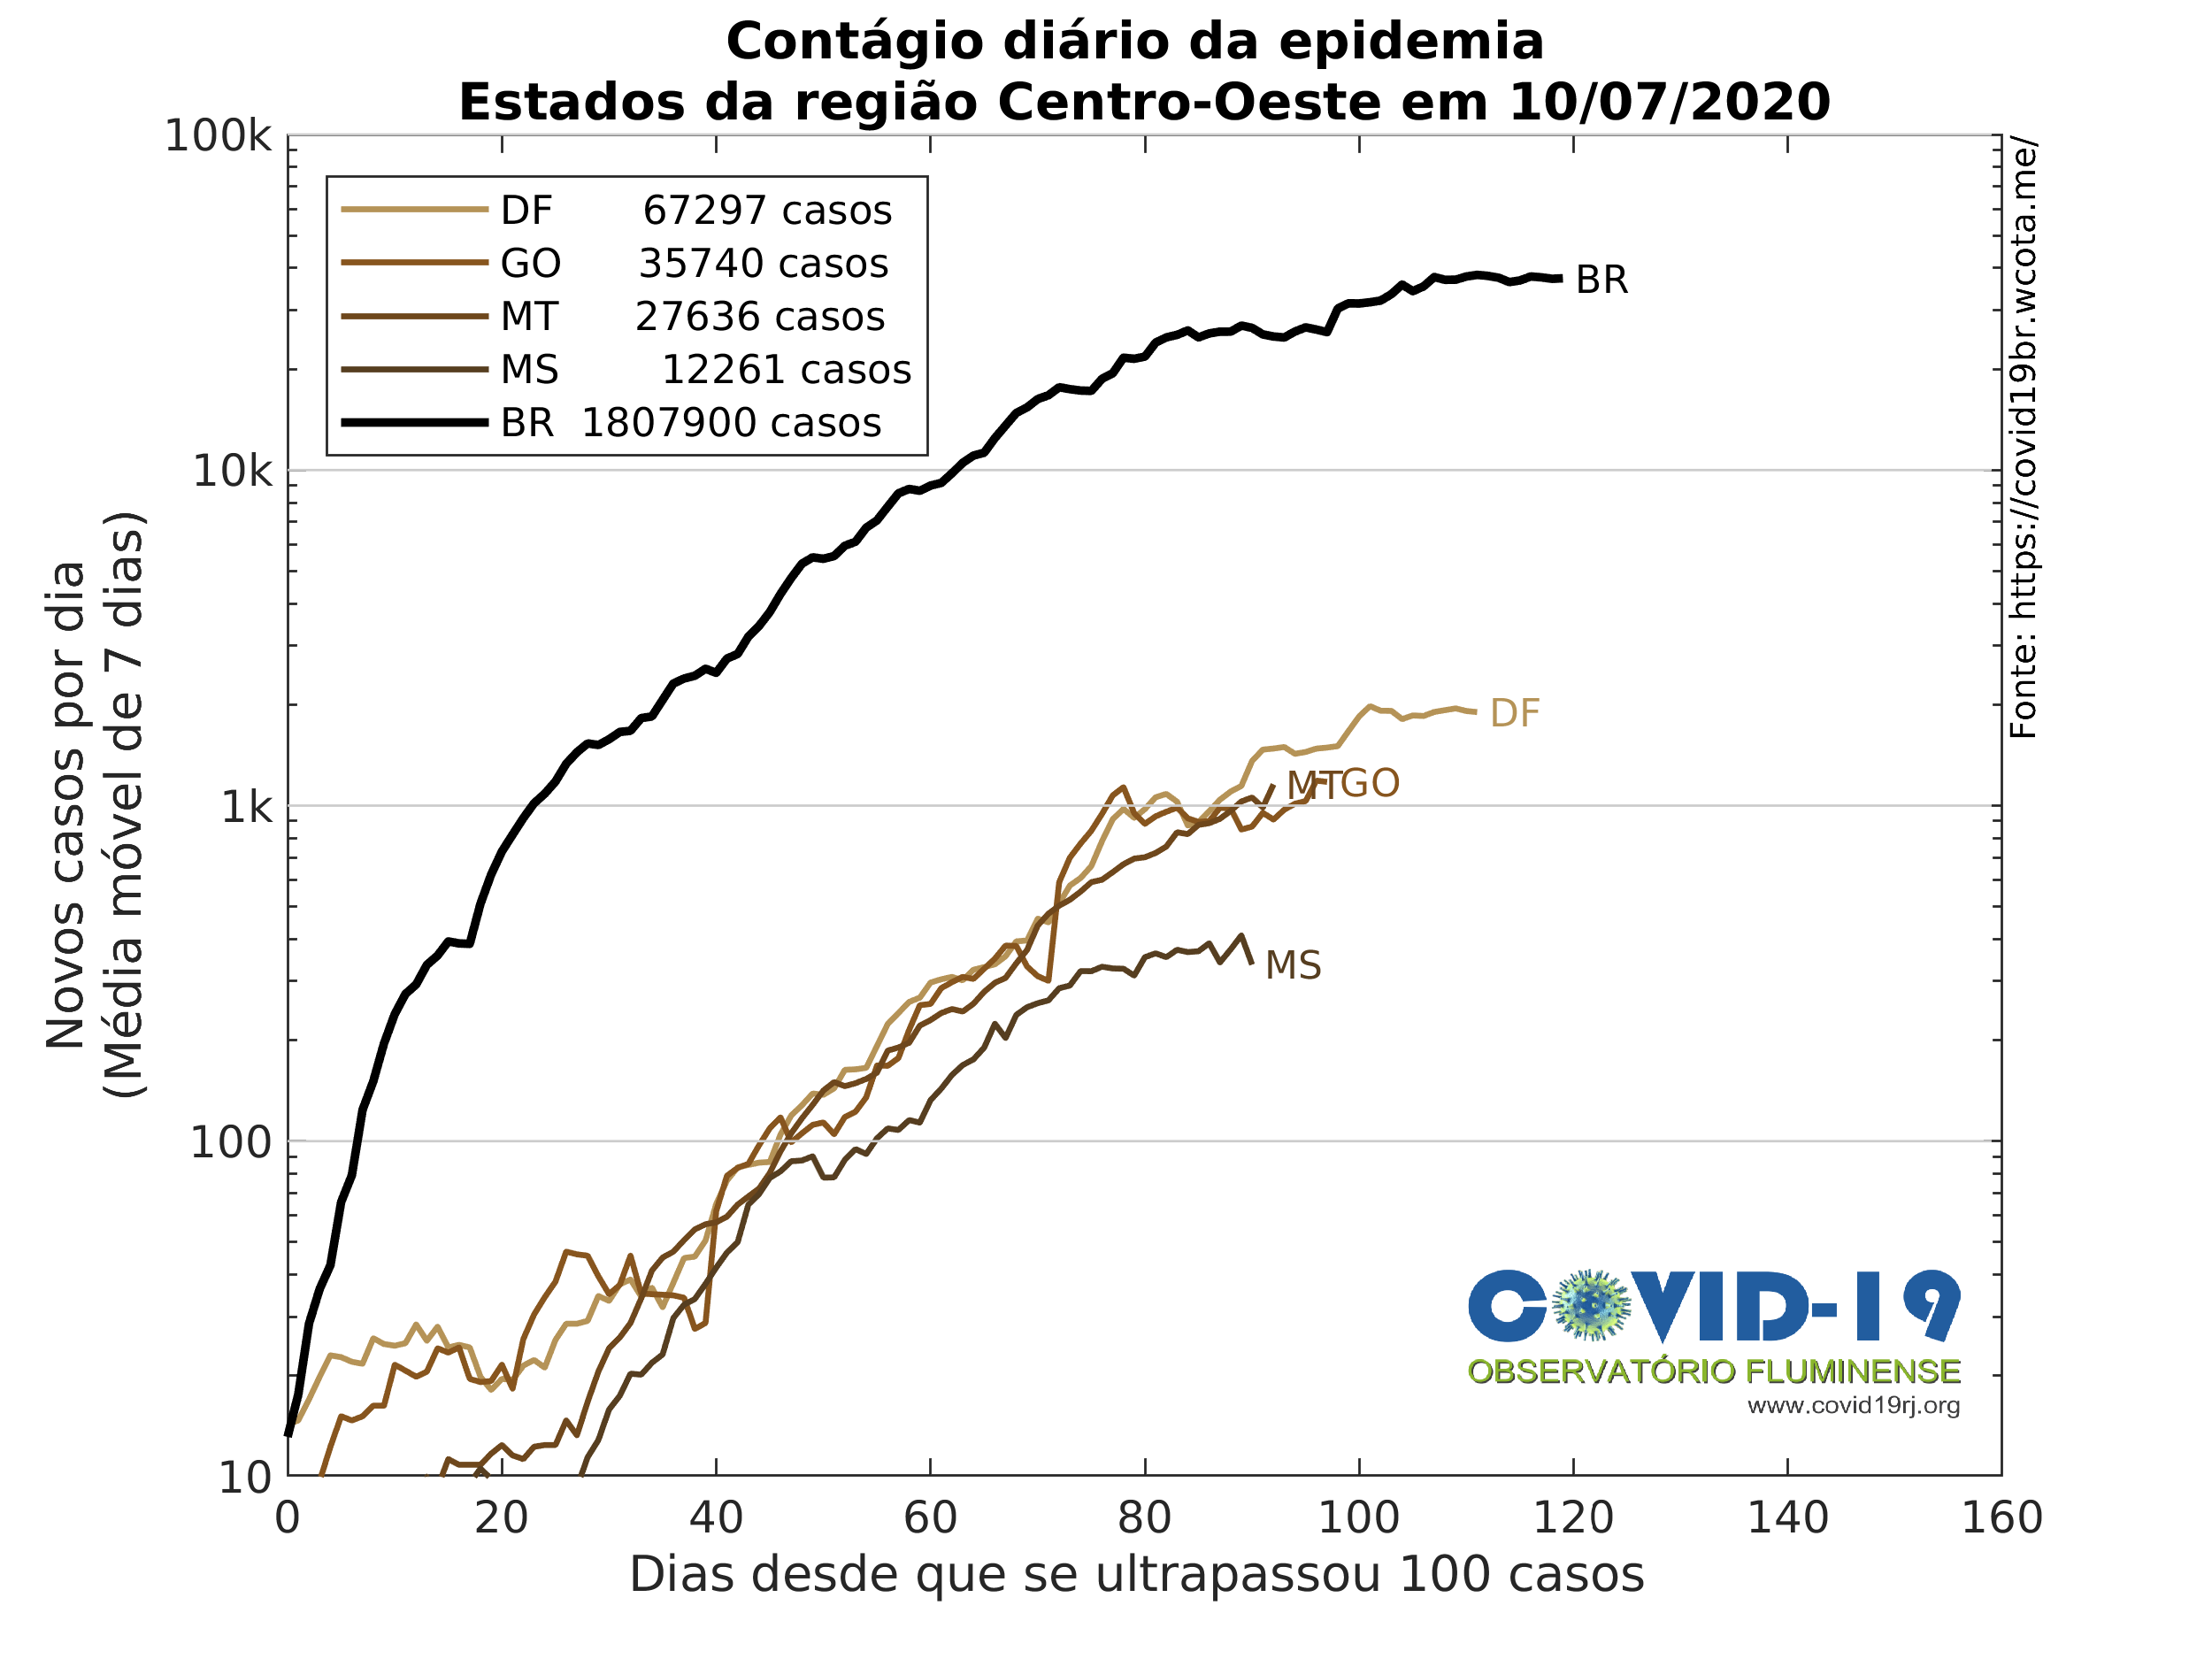 Contágio diário da epidemia
Estados da região Centro-Oeste em 10/07/2020
100k
10k
1k
100
10
Novos casos por dia
(Média móvel de 7 dias)
DF 67297 casos
GO 35740 casos
MT 27636 casos
MS 12261 casos
BR 1807900 casos
BR
DF
MT
GO
MS
Fonte: https://covid19br.wcota.me/
COVID-19
OBSERVATÓRIO FLUMINENSE
www.covid19rj.org
0 20 40 60 80 100 120 140 160
Dias desde que se ultrapassou 100 casos